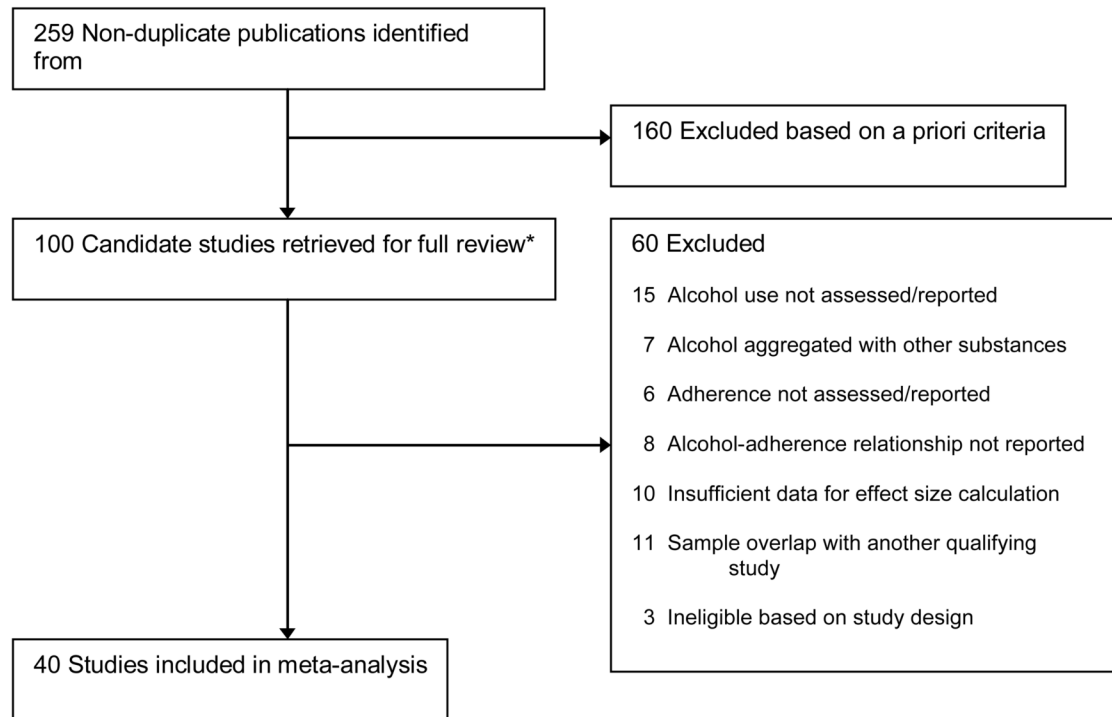 259 Non-duplicate publications identified
from
160 Excluded based on a priori criteria
100 Candidate studies retrieved for full review*
60 Excluded
15 Alcohol use not assessed/reported
7 Alcohol aggregated with other substances
6 Adherence not assessed/reported
8 Alcohol-adherence relationship not reported
10 Insufficient data for effect size calculation
11 Sample overlap with another qualifying
study
3 Ineligible based on study design
40 Studies included in meta-analysis